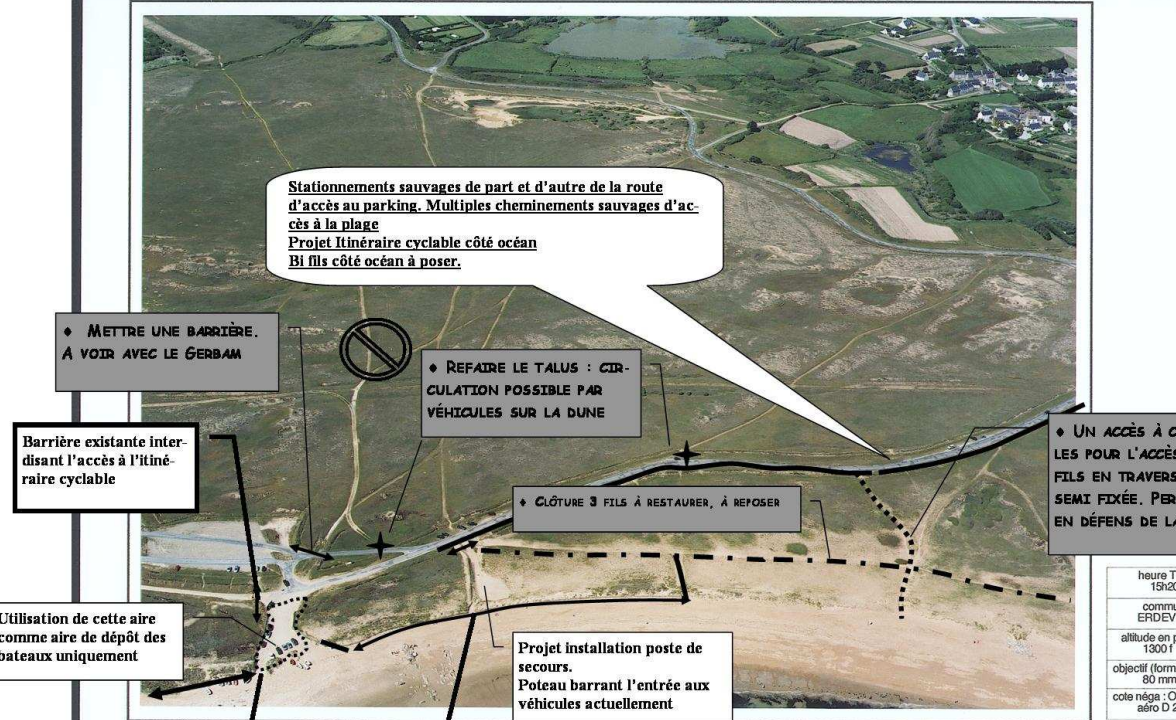 Stationnements sauvages de part et d'autre de la route
d'accès au parking. Multiples cheminements sauvages d'ac-
cès à la plage
Projet Itinéraire cyclable côté océan
Bi fils côté océan à poser.
♦ METTRE UNE BARRIÈRE.
A VOIR AVEC LE GERBAM
♦ REFAIRE LE TALUS : CIR-
CULATION POSSIBLE PAR
VÉHICULES SUR LA DUNE
Barrière existante inter-
disant l'accès à l'itiné-
raire cyclable
♦ CLÔTURE 3 FILS À RESTAURER, À REPOSER
♦ UN ACCÈS À
LES POUR L'ACCÈS
FILS EN TRAVERS
SEMI FIXÉE.
EN DÉFENS DE
Utilisation de cette aire
comme aire de dépôt des
bateaux uniquement
Projet installation poste de
secours.
Poteau barrant l'entrée aux
véhicules actuellement
heure
15h20
ERDEV
altitude en
1300 f
objectif
80 mm
cote néga :
aéro D